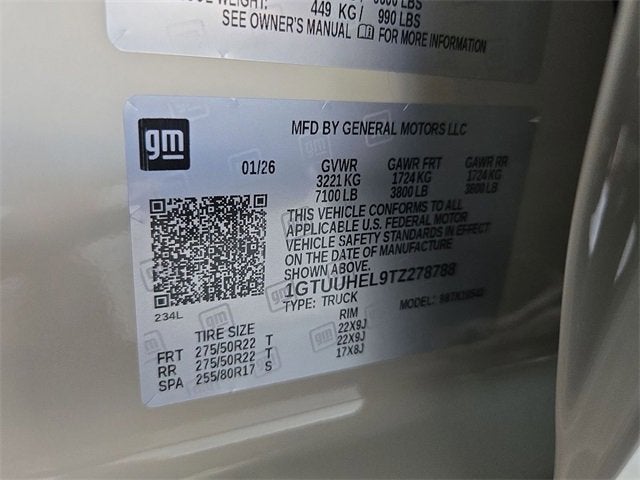 WEIGHT:
449 KG/ 990 LBS
SEE OWNER'S MANUAL FOR MORE INFORMATION
gm
MFD BY GENERAL MOTORS LLC
01/26 GVWR GAWR FRT GAWR RR
3221 KG 1724 KG 1724 KG
7100 LB 3800 LB 3800 LB
THIS VEHICLE CONFORMS TO ALL
APPLICABLE U.S. FEDERAL MOTOR
VEHICLE SAFETY STANDARDS IN EFFECT
ON THE DATE OF MANUFACTURE
SHOWN ABOVE.
1GTUUHEL9TZ278788
TYPE: TRUCK MODEL:
234L
TIRE SIZE RIM
FRT 275/50R22 T 22X9J
RR 275/50R22 T 22X9J
SPA 255/80R17 S 17X8J